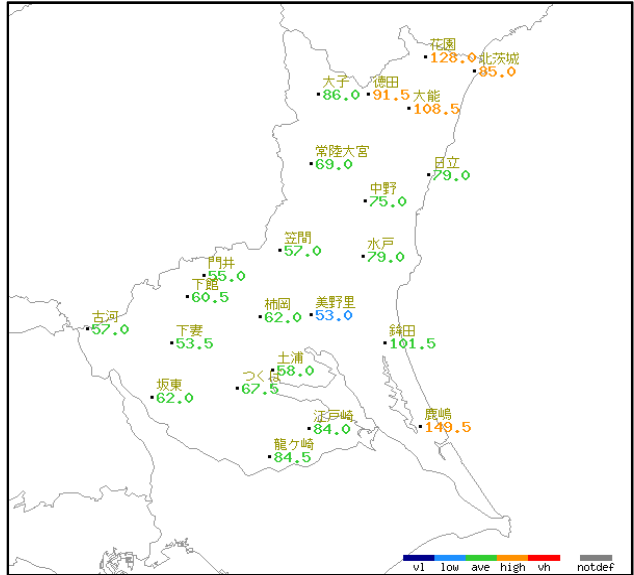 花園
128.0
北茨城
85.0
大子
86.0
徳田
91.5
大能
108.5
常陸大宮
69.0
日立
79.0
中野
75.0
笠間
57.0
水戸
79.0
門井
55.0
下館
60.5
古河
57.0
下妻
53.5
柿岡
62.0
美野里
53.0
鉾田
101.5
土浦
58.0
つくば
67.5
坂東
62.0
江戸崎
84.0
鹿嶋
149.5
龍ケ崎
84.5
vl low ave high vh notdef